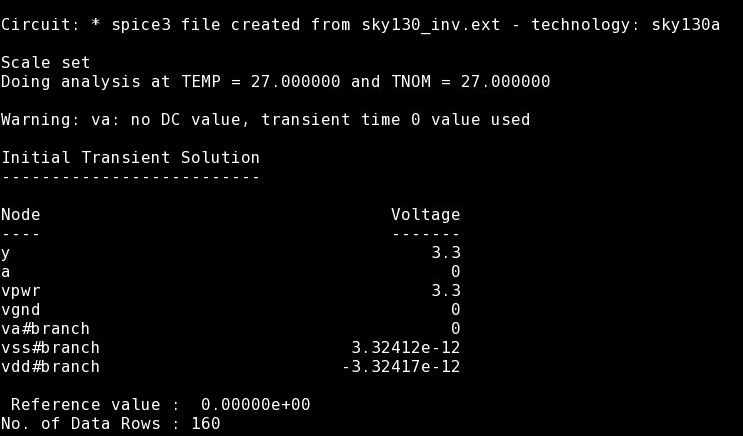 Circuit: * spice3 file created from sky130_inv.ext - technology: sky130a
Scale set
Doing analysis at TEMP = 27.000000 and TNOM = 27.000000
Warning: va: no DC value, transient time 0 value used
Initial Transient Solution
--------------------------
Node                                   Voltage
----                                   -------
y                                          3.3
a                                            0
vpwr                                       3.3
vgnd                                         0
va#branch                                    0
vss#branch                         3.32412e-12
vdd#branch                        -3.32417e-12
 Reference value :  0.00000e+00
No. of Data Rows : 160